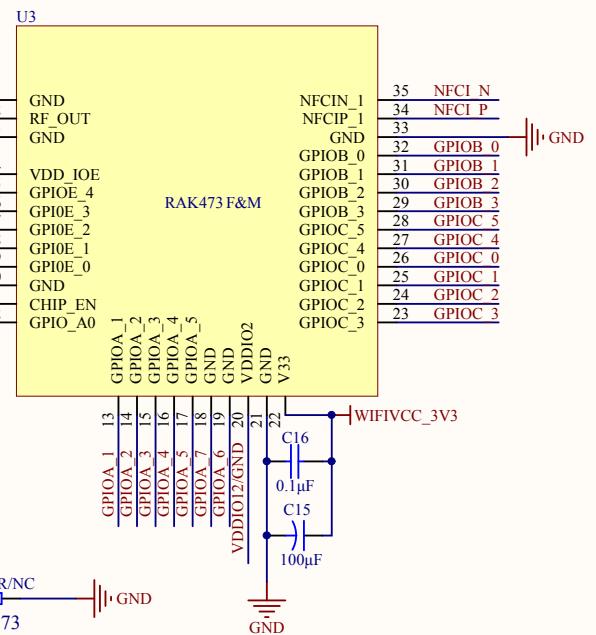 U3
GND
RF_OUT
GND
VDD_IOE
GPIOE_4
GPI0E_3
GPI0E_2
GPI0E_1
GPI0E_0
GND
CHIP_EN
GPIO_A0
RAK473 F&M
NFCIN_1 35 NFCI_N
NFCIP_1 34 NFCI_P
GND 33 GND
GPIOB_0 32 GPIOB_0
GPIOB_1 31 GPIOB_1
GPIOB_2 30 GPIOB_2
GPIOB_3 29 GPIOB_3
GPIOC_5 28 GPIOC_5
GPIOC_4 27 GPIOC_4
GPIOC_0 26 GPIOC_0
GPIOC_1 25 GPIOC_1
GPIOC_2 24 GPIOC_2
GPIOC_3 23 GPIOC_3
GPIOA_1 13 GPIOA_1
GPIOA_2 14 GPIOA_2
GPIOA_3 15 GPIOA_3
GPIOA_4 16 GPIOA_4
GPIOA_5 17 GPIOA_5
GND 18 GPIOA_7
GND 19 GPIOA_6
VDDIO2 20 VDDIO12/GND
GND 21
V33 22
WIFIVCC_3V3
C16
0.1μF
C15
100μF
GND
R/NC
GND
73